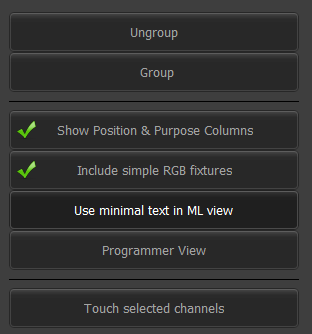 Ungroup
Group
Show Position & Purpose Columns
Include simple RGB fixtures
Use minimal text in ML view
Programmer View
Touch selected channels